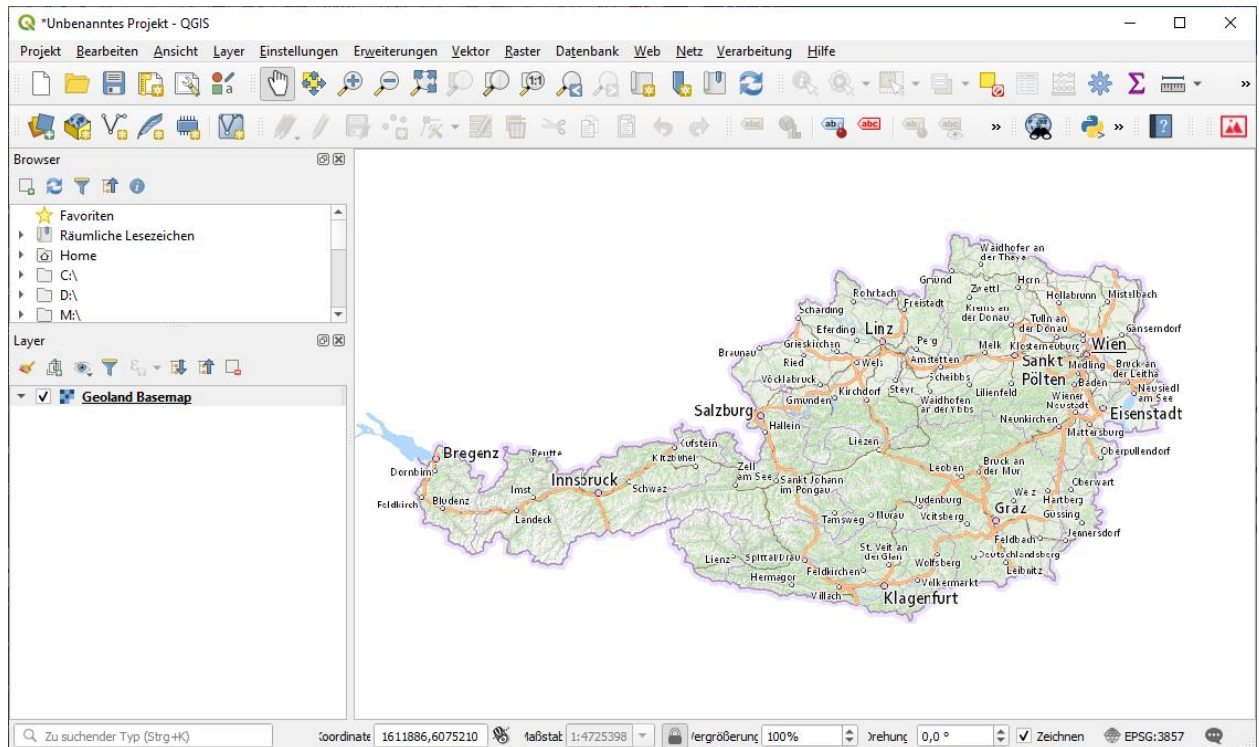 *Unbenanntes Projekt - QGIS
Projekt Bearbeiten Ansicht Layer Einstellungen Erweiterungen Vektor Raster Datenbank Web Netz Verarbeitung Hilfe
Browser
Favoriten
Räumliche Lesezeichen
Home
C:\
D:\
M:\
Layer
Geoland Basemap
Waidhofer an
der Thaya
Gmünd
Zwettl
Horn
Hollabrunn
Mistelbach
Rohrbach
Freistadt
Krems an
der Donau
Schärding
Tulln an
der Donau
Gänserndorf
Eferding
Linz
Perg
Melk
Klosterneuburg
Wien
Braunau
Grieskirchen
Ried
Wels
Amstetten
Sankt
Pölten
Mödling
Bruck an
der Leitha
Vöcklabruck
Scheibbs
Baden
Gmunden
Kirchdorf
Steyr
Waidhofen
an der Ybbs
Lilienfeld
Wiener
Neustadt
Neusiedl
am See
Salzburg
Eisenstadt
Hallein
Neunkirchen
Mattersburg
Bregenz
Reutte
Kufstein
Kitzbühel
Liezen
Oberpullendorf
Dornbirn
Innsbruck
Zell
am See
Sankt Johann
im Pongau
Leoben
Bruck an
der Mur
Oberwart
Feldkirch
Bludenz
Imst
Schwaz
Judenburg
Weiz
Hartberg
Landeck
Tamsweg
Murau
Voitsberg
Graz
Güssing
Jennersdorf
Feldbach
Lienz
Spittal/Drau
St. Veit an
der Glan
Wolfsberg
Deutschlandsberg
Leibnitz
Hermagor
Feldkirchen
Völkermarkt
Villach
Klagenfurt
Zu suchender Typ (Strg+K)
Coordinate 1611886,6075210
Maßstab 1:4725398
Vergrößerung 100%
Drehung 0,0 °
Zeichnen
EPSG:3857